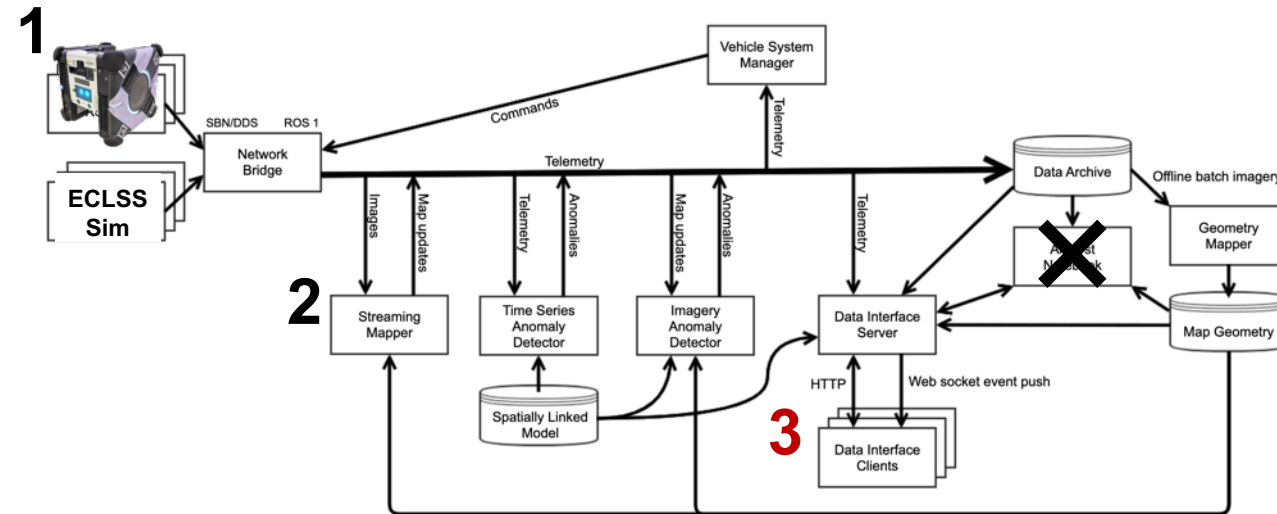 1
SBN/DDS
ROS 1
Network
Bridge
ECLSS
Sim
Commands
Vehicle System
Manager
Telemetry
Telemetry
Images
Map updates
Telemetry
Anomalies
Map updates
Anomalies
Telemetry
Data Archive
Offline batch imagery
Geometry
Mapper
Map Geometry
2
Streaming
Mapper
Time Series
Anomaly
Detector
Imagery
Anomaly
Detector
Data Interface
Server
HTTP
Web socket event push
Spatially Linked
Model
3
Data Interface
Clients